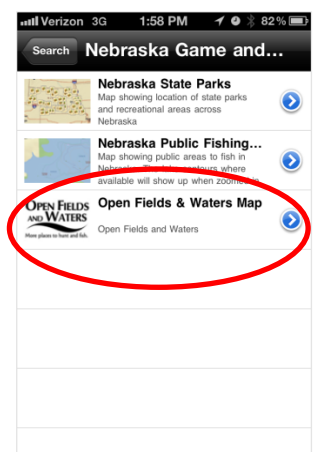 Verizon 3G 1:58 PM 82%
Search Nebraska Game and...
Nebraska State Parks
Map showing location of state parks
and recreational areas across
Nebraska
Nebraska Public Fishing...
Map showing public areas to fish in
available will show up when zoomed in
OPEN FIELDS
AND WATERS
More places to hunt and fish.
Open Fields & Waters Map
Open Fields and Waters